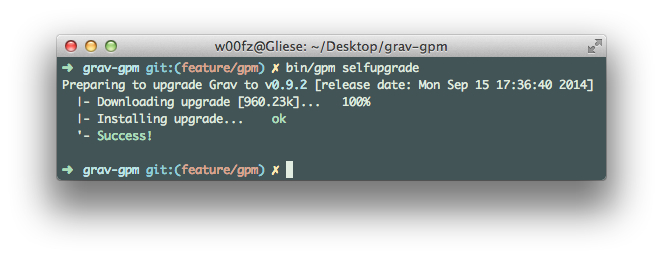 w00fz@Gliese: ~/Desktop/grav-gpm
➜ grav-gpm git:(feature/gpm) ✗ bin/gpm selfupgrade
Preparing to upgrade Grav to v0.9.2 [release date: Mon Sep 15 17:36:40 2014]
  |- Downloading upgrade [960.23k]...   100%
  |- Installing upgrade...    ok
  '- Success!
➜ grav-gpm git:(feature/gpm) ✗